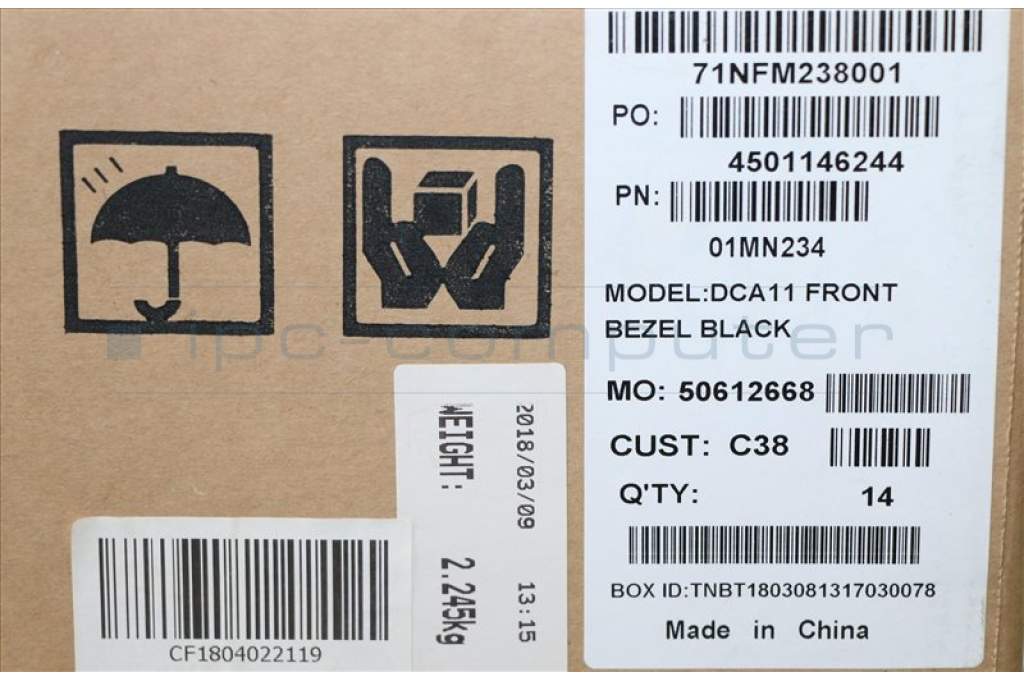 71NFM238001
PO:
4501146244
PN:
01MN234
MODEL:DCA11 FRONT
BEZEL BLACK
MO: 50612668
CUST: C38
Q'TY: 14
BOX ID:TNBT1803081317030078
Made in China
2018/03/09 13:15
WEIGHT: 2.245kg
CF1804022119
ipc-computer